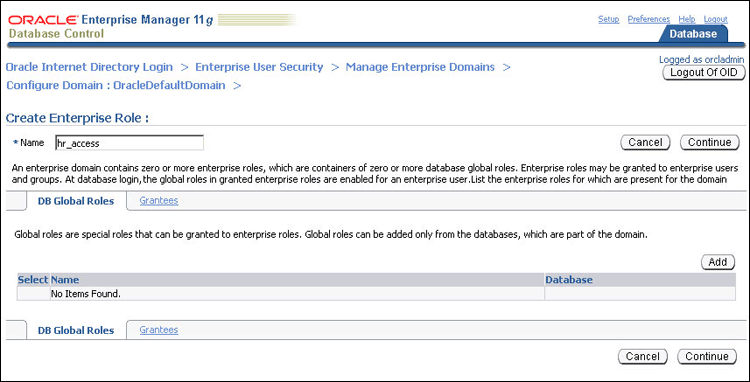 ORACLE Enterprise Manager 11g
Database Control
Setup Preferences Help Logout
Database
Oracle Internet Directory Login > Enterprise User Security > Manage Enterprise Domains >
Logged as orcladmin
Logout Of OID
Configure Domain : OracleDefaultDomain >
Create Enterprise Role :
* Name hr_access
Cancel Continue
An enterprise domain contains zero or more enterprise roles, which are containers of zero or more database global roles. Enterprise roles may be granted to enterprise users
and groups. At database login,the global roles in granted enterprise roles are enabled for an enterprise user.List the enterprise roles for which are present for the domain
DB Global Roles Grantees
Global roles are special roles that can be granted to enterprise roles. Global roles can be added only from the databases, which are part of the domain.
Add
Select Name Database
No Items Found.
DB Global Roles Grantees
Cancel Continue